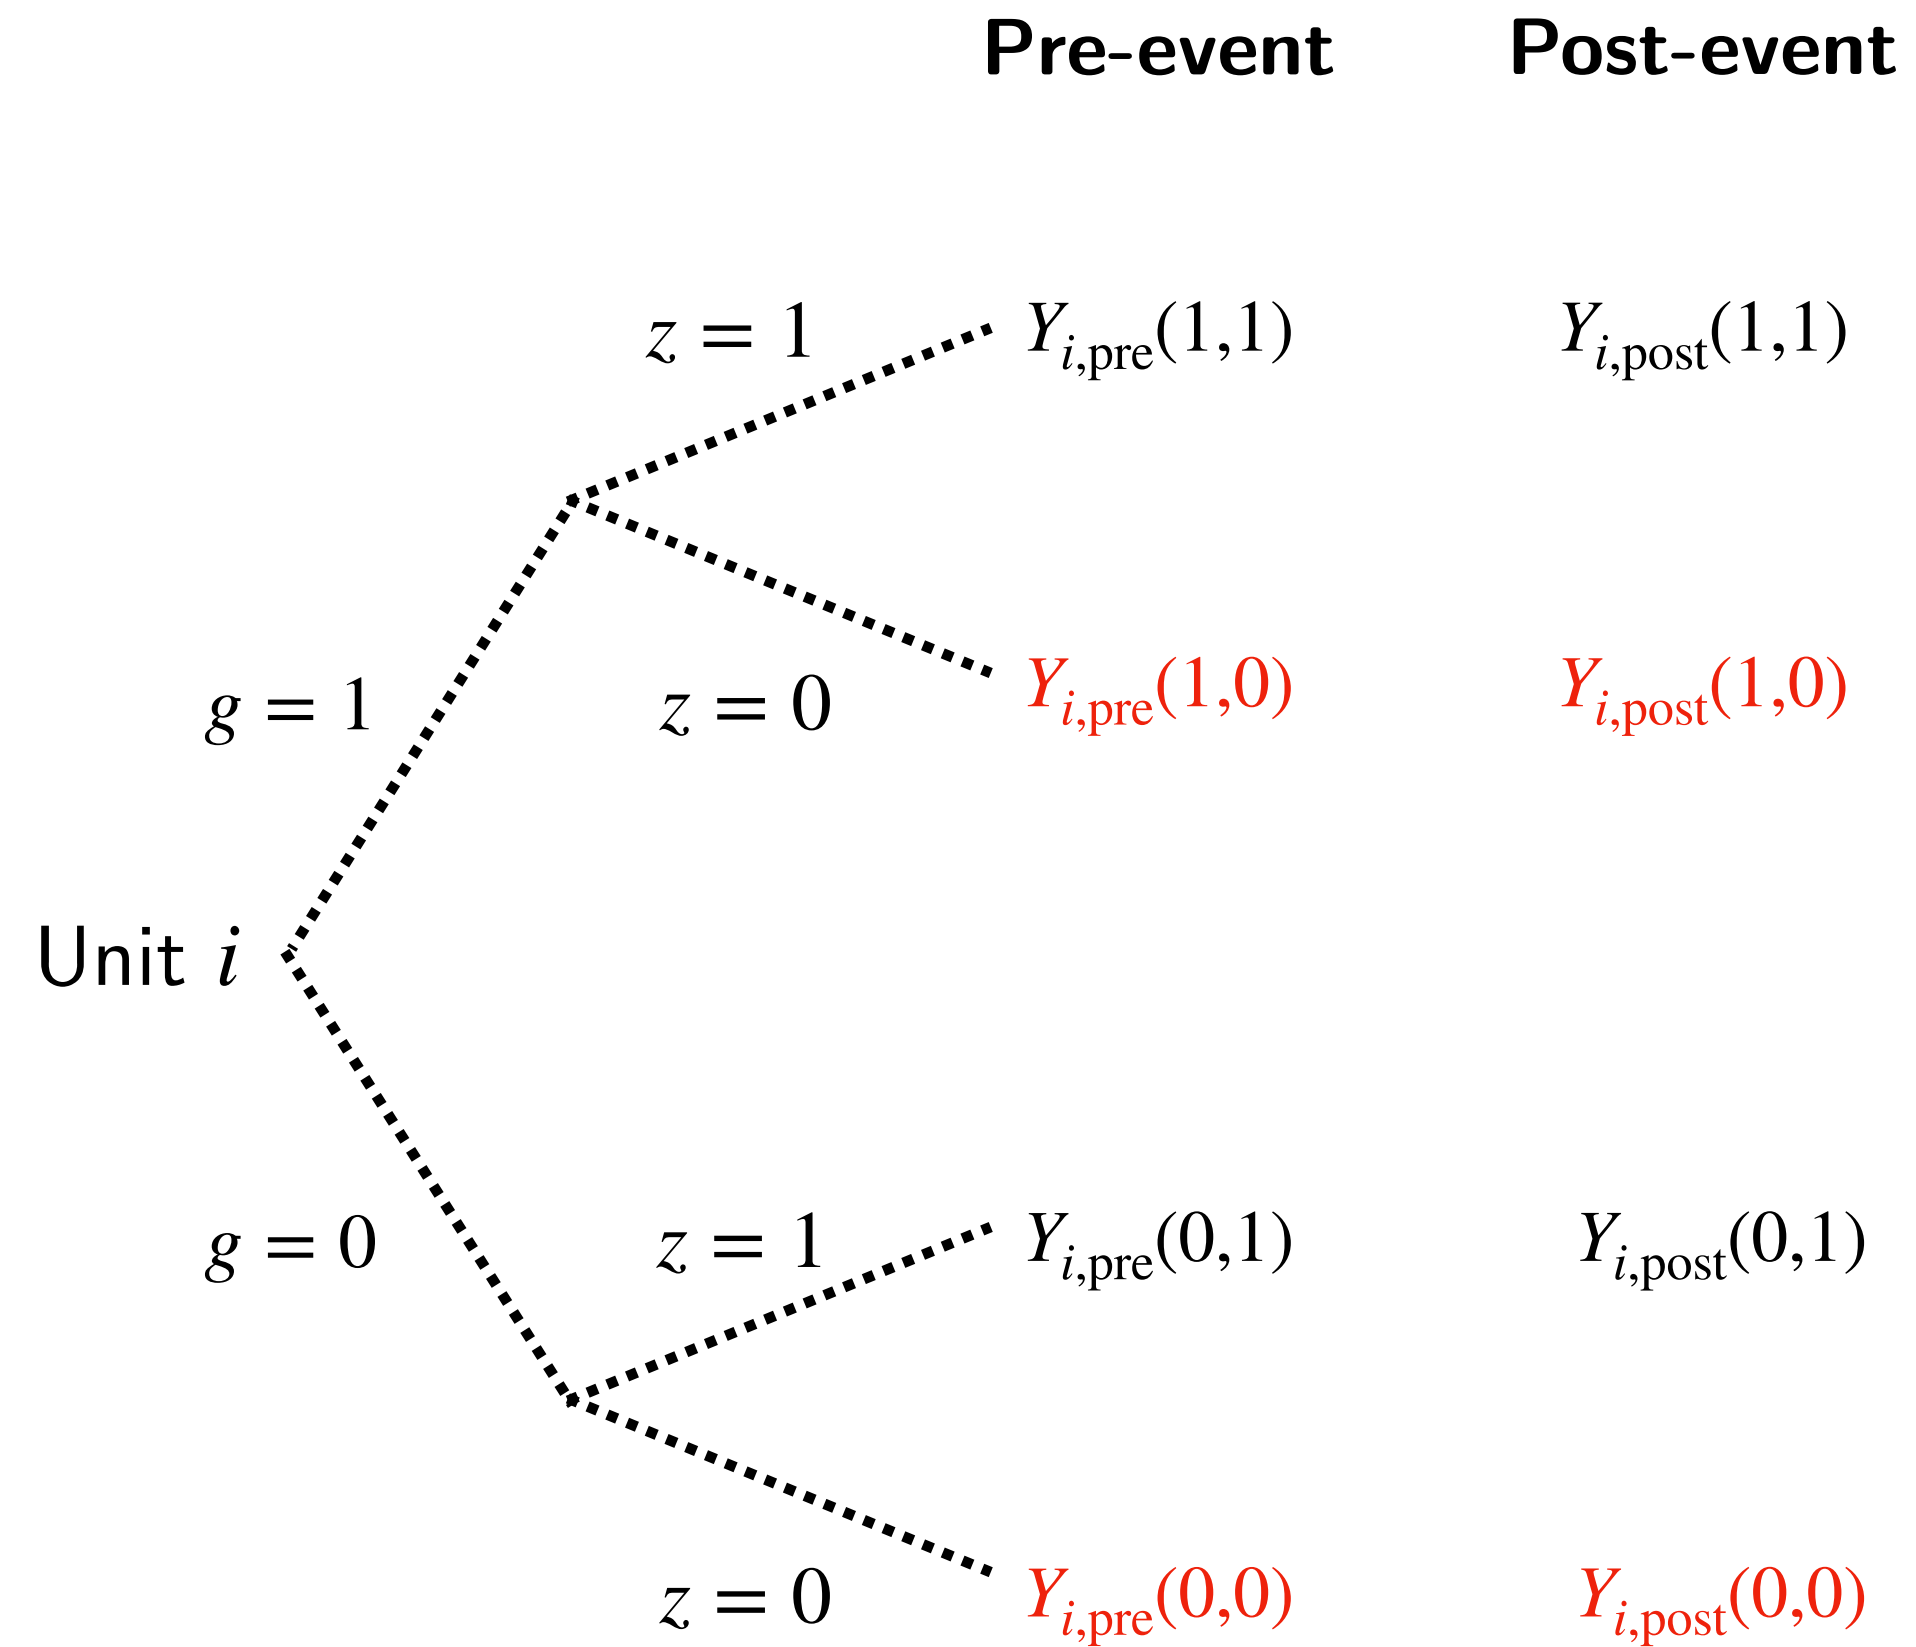 Pre-event Post-event
z = 1 Y_{i,pre}(1,1) Y_{i,post}(1,1)
g = 1 z = 0 Y_{i,pre}(1,0) Y_{i,post}(1,0)
Unit i
g = 0 z = 1 Y_{i,pre}(0,1) Y_{i,post}(0,1)
z = 0 Y_{i,pre}(0,0) Y_{i,post}(0,0)